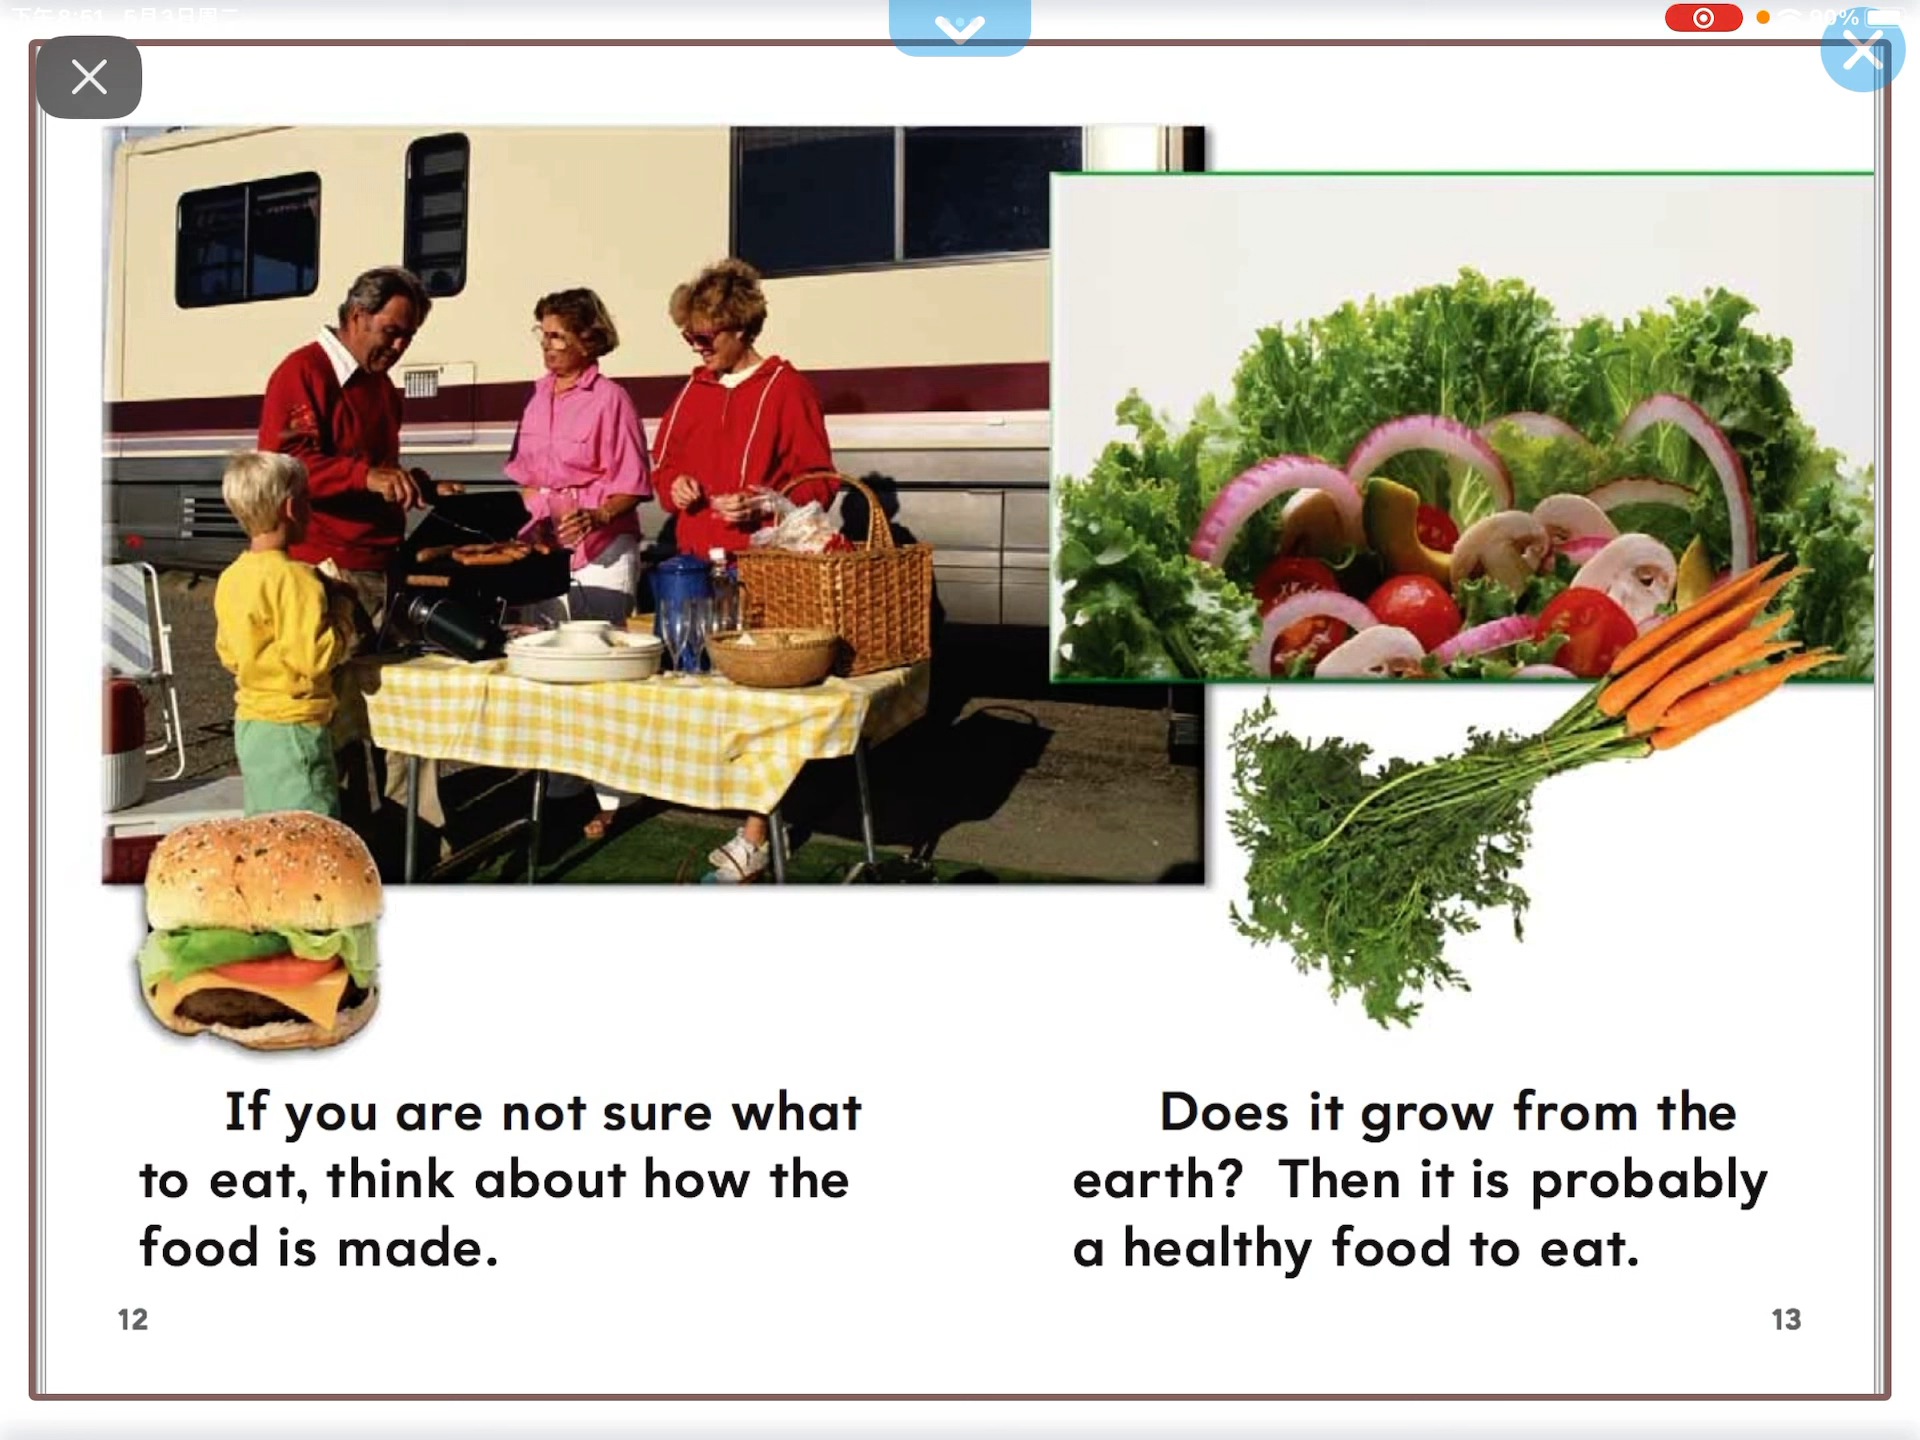 If you are not sure what
to eat, think about how the
food is made.
12
Does it grow from the
earth?  Then it is probably
a healthy food to eat.
13